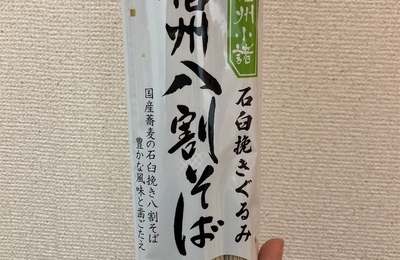 信州小諸
石臼挽きぐるみ
信州八割そば
国産蕎麦の石臼挽き八割そば
豊かな風味と歯ごたえ